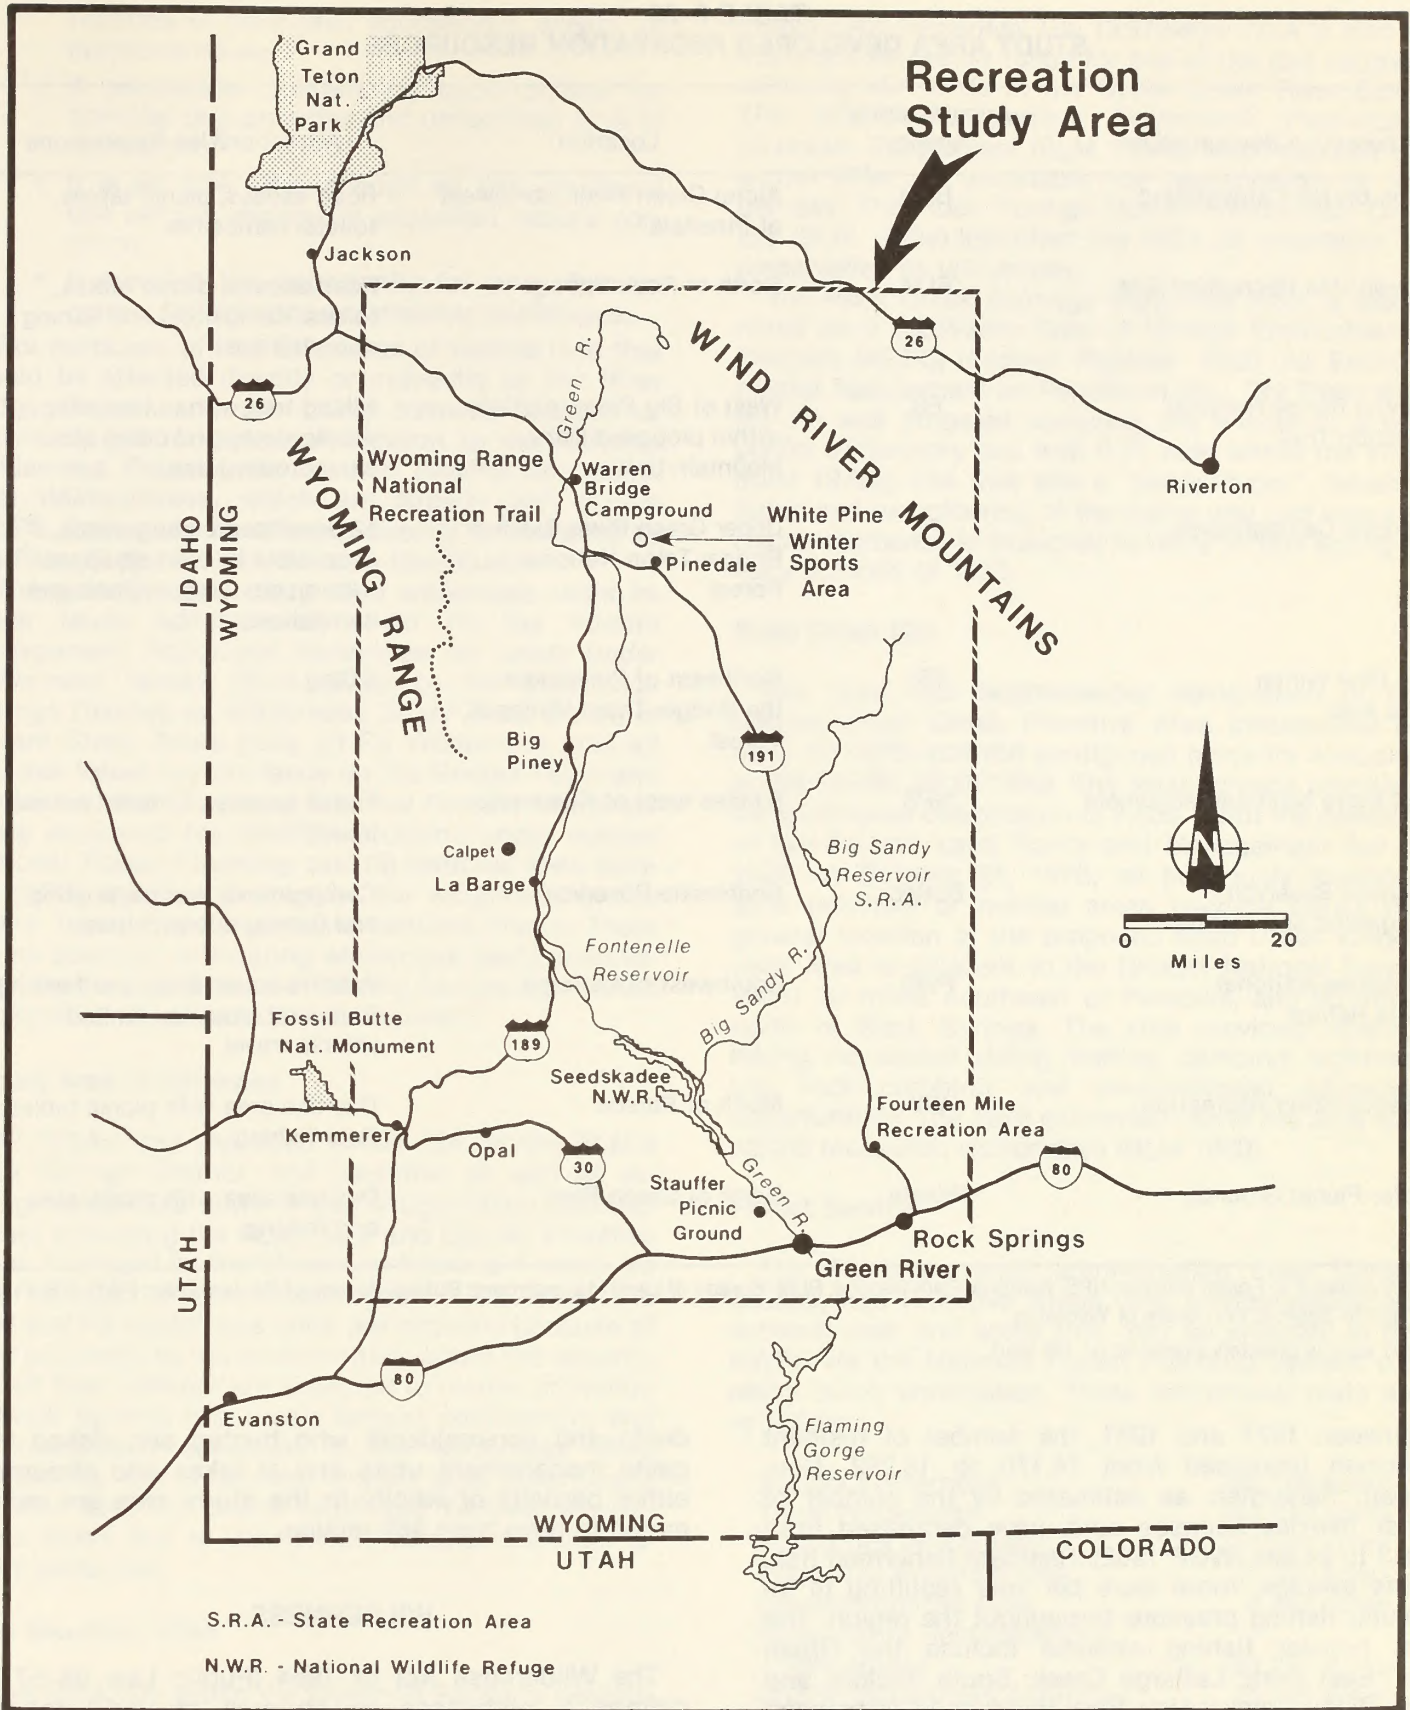 Grand
Teton
Nat.
Park
Recreation
Study Area
Jackson
26
26
WIND RIVER MOUNTAINS
Green R.
WYOMING RANGE
Wyoming Range
National
Recreation Trail
Warren
Bridge
Campground
White Pine
Winter
Sports
Area
Riverton
IDAHO
WYOMING
Pinedale
Big
Piney
191
Calpet
La Barge
Big Sandy
Reservoir
S.R.A.
N
0 20
Miles
Fontenelle
Reservoir
Big Sandy R.
Fossil Butte
Nat. Monument
189
Seedskadee
N.W.R.
Kemmerer
Opal
30
Fourteen Mile
Recreation Area
80
Stauffer
Picnic
Ground
Green R.
Rock Springs
Green River
UTAH
80
Evanston
Flaming
Gorge
Reservoir
WYOMING
UTAH
COLORADO
S.R.A. - State Recreation Area
N.W.R. - National Wildlife Refuge